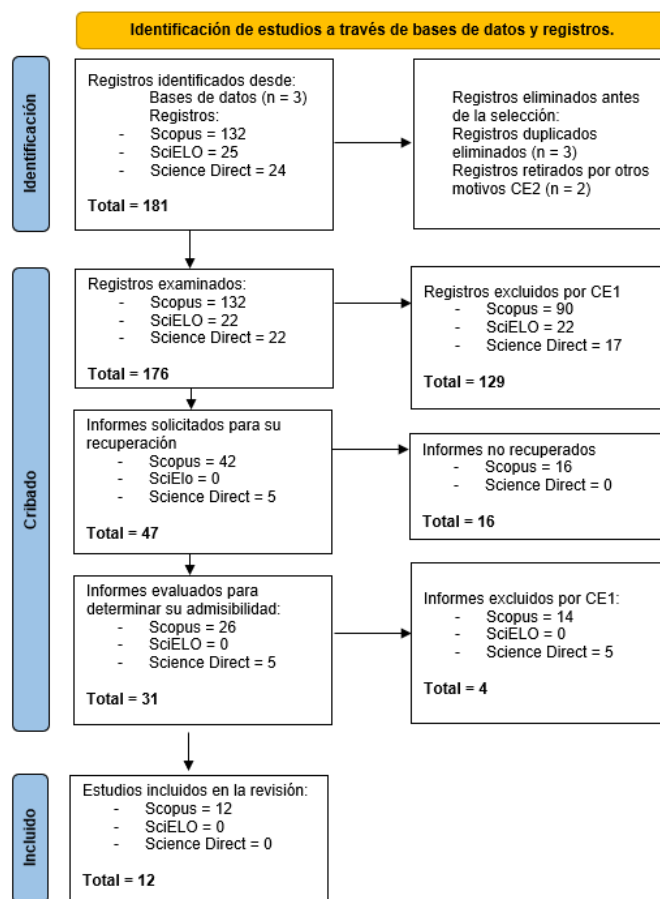 Identificación de estudios a través de bases de datos y registros.
Identificación
Registros identificados desde:
Bases de datos (n = 3)
Registros:
- Scopus = 132
- SciELO = 25
- Science Direct = 24
Total = 181
Registros eliminados antes
de la selección:
Registros duplicados
eliminados (n = 3)
Registros retirados por otros
motivos CE2 (n = 2)
Cribado
Registros examinados:
- Scopus = 132
- SciELO = 22
- Science Direct = 22
Total = 176
Registros excluidos por CE1
- Scopus = 90
- SciELO = 22
- Science Direct = 17
Total = 129
Informes solicitados para su
recuperación
- Scopus = 42
- SciElo = 0
- Science Direct = 5
Total = 47
Informes no recuperados
- Scopus = 16
- Science Direct = 0
Total = 16
Informes evaluados para
determinar su admisibilidad:
- Scopus = 26
- SciELO = 0
- Science Direct = 5
Total = 31
Informes excluidos por CE1:
- Scopus = 14
- SciELO = 0
- Science Direct = 5
Total = 4
Incluido
Estudios incluidos en la revisión:
- Scopus = 12
- SciELO = 0
- Science Direct = 0
Total = 12